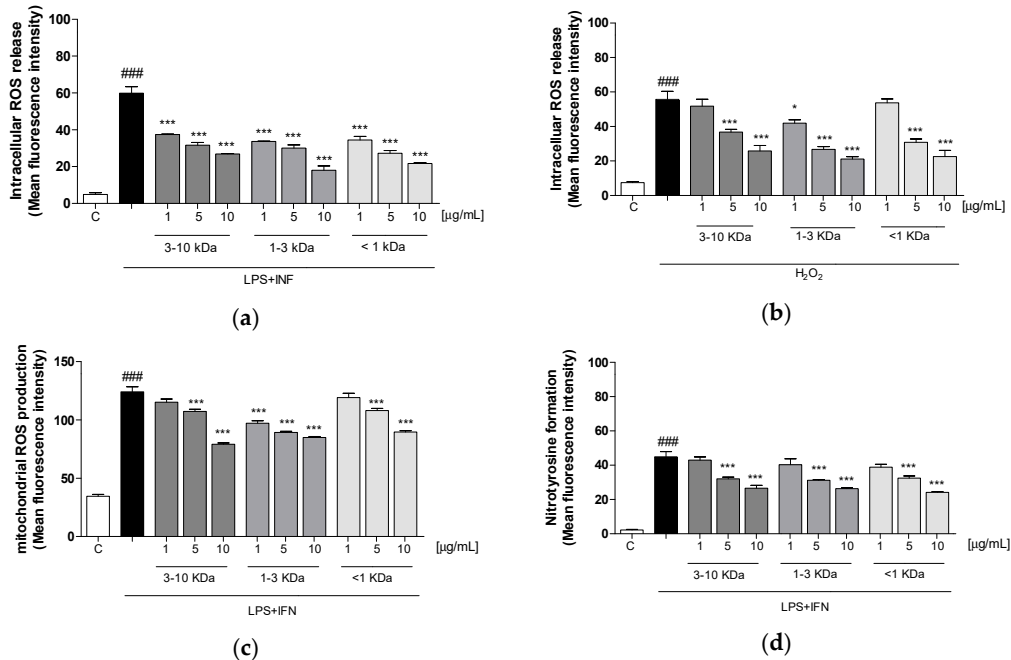 Intracellular ROS release
(Mean fluorescence intensity)
100
80
60
40
20
0
###
*** *** *** *** *** *** *** *** ***
C 1 5 10 1 5 10 1 5 10 [µg/mL]
3-10 kDa 1-3 kDa < 1 kDa
LPS+INF
(a)
Intracelluar ROS release
(Mean fluorescence intensity)
100
80
60
40
20
0
###
*** *** * *** *** *** ***
C 1 5 10 1 5 10 1 5 10 [µg/mL]
3-10 KDa 1-3 KDa <1 KDa
H₂O₂
(b)
mitochondrial ROS production
(Mean fluorescence intensity)
150
100
50
0
###
*** *** *** *** *** *** ***
C 1 5 10 1 5 10 1 5 10 [µg/mL]
3-10 KDa 1-3 KDa <1 KDa
LPS+IFN
(c)
Nitrotyrosine formation
(Mean fluorescence intensity)
100
80
60
40
20
0
###
*** *** *** *** *** ***
C 1 5 10 1 5 10 1 5 10 [µg/mL]
3-10 KDa 1-3 KDa <1 KDa
LPS+IFN
(d)